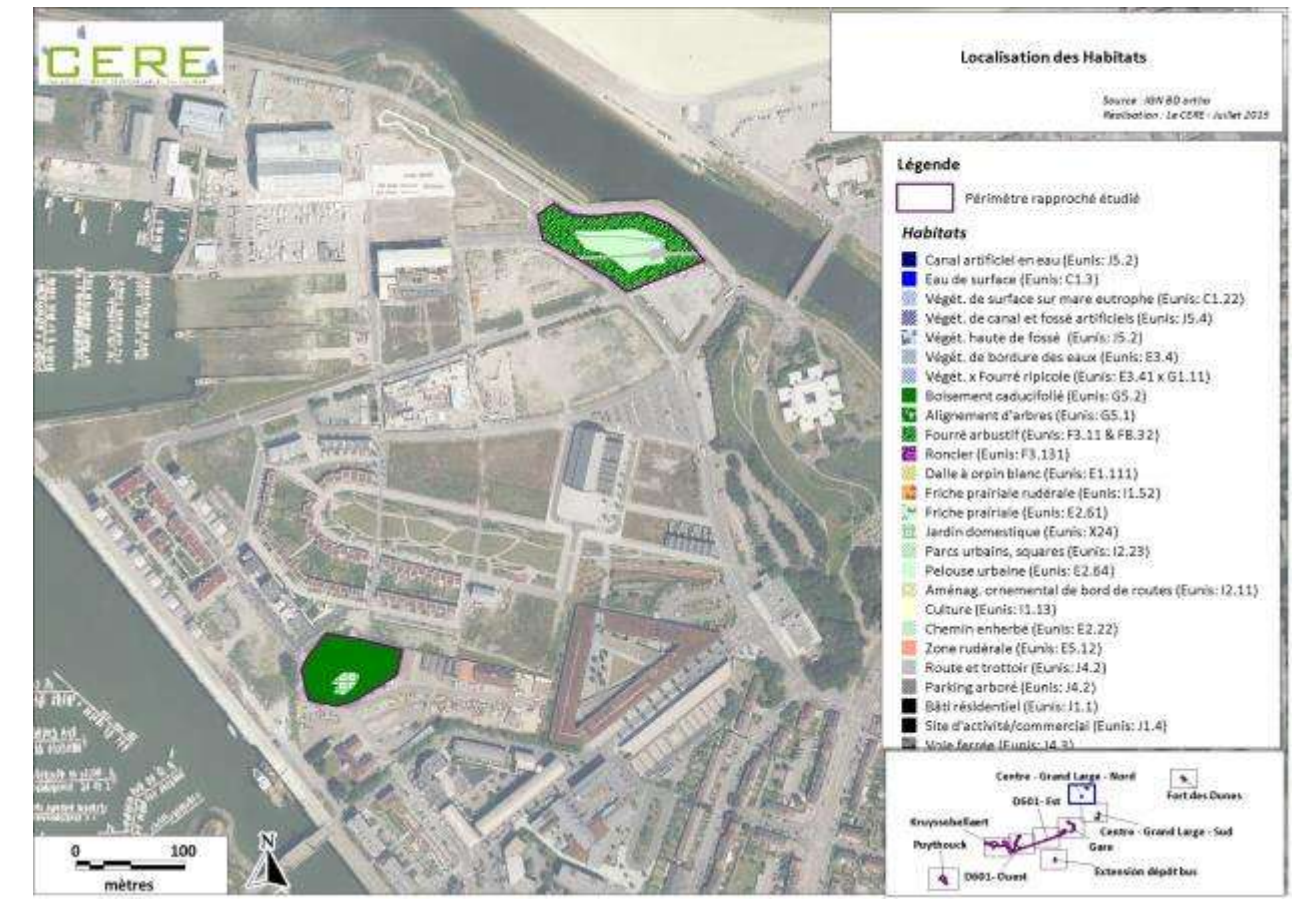 CERE
Localisation des Habitats
Source : IGN BD ortho
Réalisation : Le CERE - Juillet 2015
Légende
Périmètre rapproché étudié
Habitats
Canal artificiel en eau (Eunis: J5.2)
Eau de surface (Eunis: C1.3)
Végét. de surface sur mare eutrophe (Eunis: C1.22)
Végét. de canal et fossé artificiels (Eunis: J5.4)
Végét. haute de fossé (Eunis: J5.2)
Végét. de bordure des eaux (Eunis: E3.4)
Végét. x Fourré ripicole (Eunis: E3.41 x G1.11)
Boisement caducifolié (Eunis: G5.2)
Alignement d'arbres (Eunis: G5.1)
Fourré arbustif (Eunis: F3.11 & FB.32)
Roncier (Eunis: F3.131)
Dalle à orpin blanc (Eunis: E1.111)
Friche prairiale rudérale (Eunis: I1.52)
Friche prairiale (Eunis: E2.61)
Jardin domestique (Eunis: X24)
Parcs urbains, squares (Eunis: I2.23)
Pelouse urbaine (Eunis: E2.64)
Aménag. ornemental de bord de routes (Eunis: I2.11)
Culture (Eunis: I1.13)
Chemin enherbé (Eunis: E2.22)
Zone rudérale (Eunis: E5.12)
Route et trottoir (Eunis: J4.2)
Parking arboré (Eunis: J4.2)
Bâti résidentiel (Eunis: J1.1)
Site d'activité/commercial (Eunis: J1.4)
Voie ferrée (Eunis: J4.3)
Centre - Grand Large - Nord
Fort des Dunes
D601- Est
Kruysschellaert
Centre - Grand Large - Sud
Puythouck
Gare
Extension dépôt bus
D601- Ouest
N
0 100
mètres